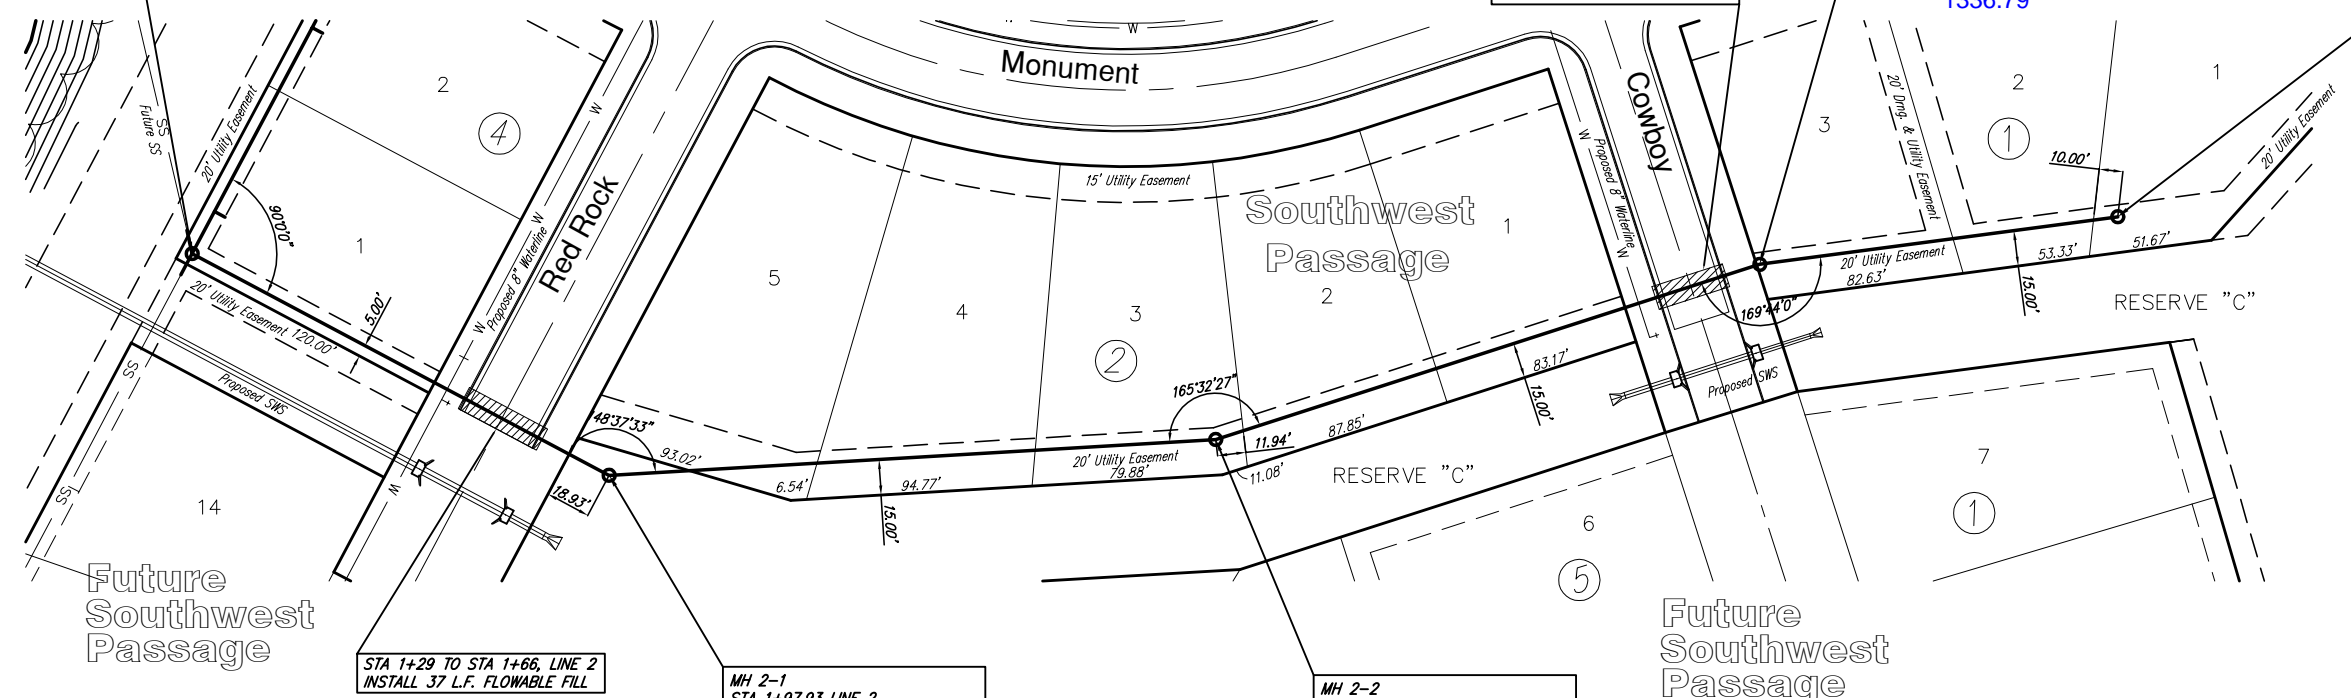 1336.79
Monument
W
2
4
SS
Future SS
20' Utility Easement
90°0'0"
1
W
W
W
Proposed 8" Waterline
Red Rock
5.00'
20' Utility Easement
120.00'
Proposed SWS
SS
SS
14
W
15' Utility Easement
Southwest
Passage
5
4
3
2
1
2
48°37'33"
93.02'
18.93'
6.54'
94.77'
15.00'
20' Utility Easement
79.88'
165°32'27"
11.94'
11.08'
87.85'
83.17'
15.00'
RESERVE "C"
Cowboy
W
Proposed 8" Waterline
W
3
20' Drng. & Utility Easement
2
1
1
10.00'
20' Utility Easement
20' Utility Easement
82.63'
53.33'
51.67'
15.00'
169°44'0"
RESERVE "C"
Proposed SWS
7
1
6
5
Future
Southwest
Passage
Future
Southwest
Passage
STA 1+29 TO STA 1+66, LINE 2
INSTALL 37 L.F. FLOWABLE FILL
MH 2-1
STA 1+97.93 LINE 2
MH 2-2